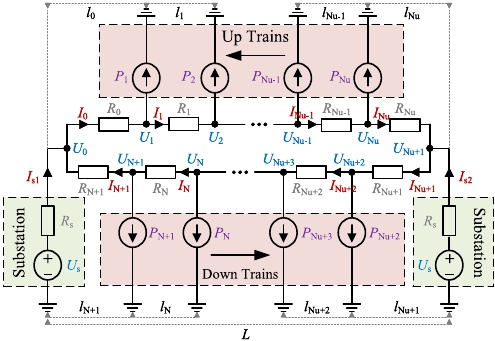 l0 l1 lNu-1 lNu
Up Trains
P1 P2 PNu-1 PNu
I0 R0 I1 R1 INu-1 RNu-1 INu RNu
U0 U1 U2 ... UNu-1 UNu UNu+1
UN+1 UN ... UNu+3 UNu+2
Is1 RN+1 IN+1 RN IN RNu+2 INu+2 RNu+1 INu+1 Is2
Substation Rs Us
PN+1 PN PNu+3 PNu+2
Down Trains
Rs Us Substation
lN+1 lN lNu+2 lNu+1
L